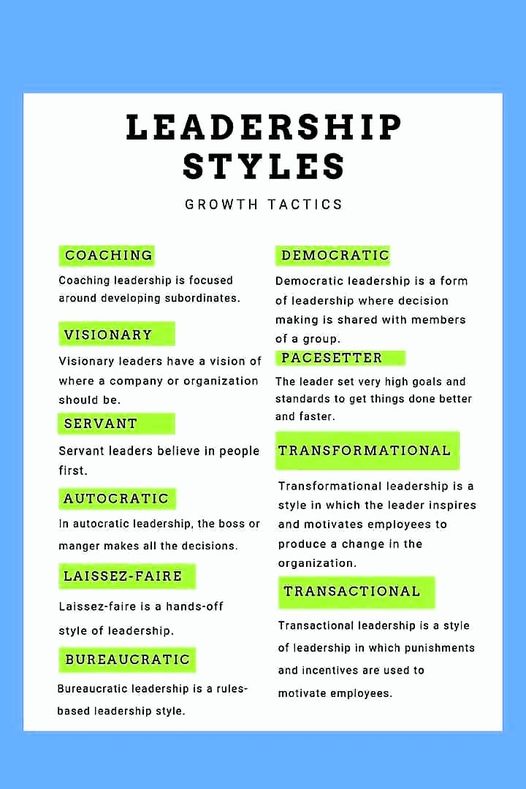 LEADERSHIP
STYLES
GROWTH TACTICS
COACHING
Coaching leadership is focused
around developing subordinates.
VISIONARY
Visionary leaders have a vision of
where a company or organization
should be.
SERVANT
Servant leaders believe in people
first.
AUTOCRATIC
In autocratic leadership, the boss or
manger makes all the decisions.
LAISSEZ-FAIRE
Laissez-faire is a hands-off
style of leadership.
BUREAUCRATIC
Bureaucratic leadership is a rules-
based leadership style.
DEMOCRATIC
Democratic leadership is a form
of leadership where decision
making is shared with members
of a group.
PACESETTER
The leader set very high goals and
standards to get things done better
and faster.
TRANSFORMATIONAL
Transformational leadership is a
style in which the leader inspires
and motivates employees to
produce a change in the
organization.
TRANSACTIONAL
Transactional leadership is a style
of leadership in which punishments
and incentives are used to
motivate employees.